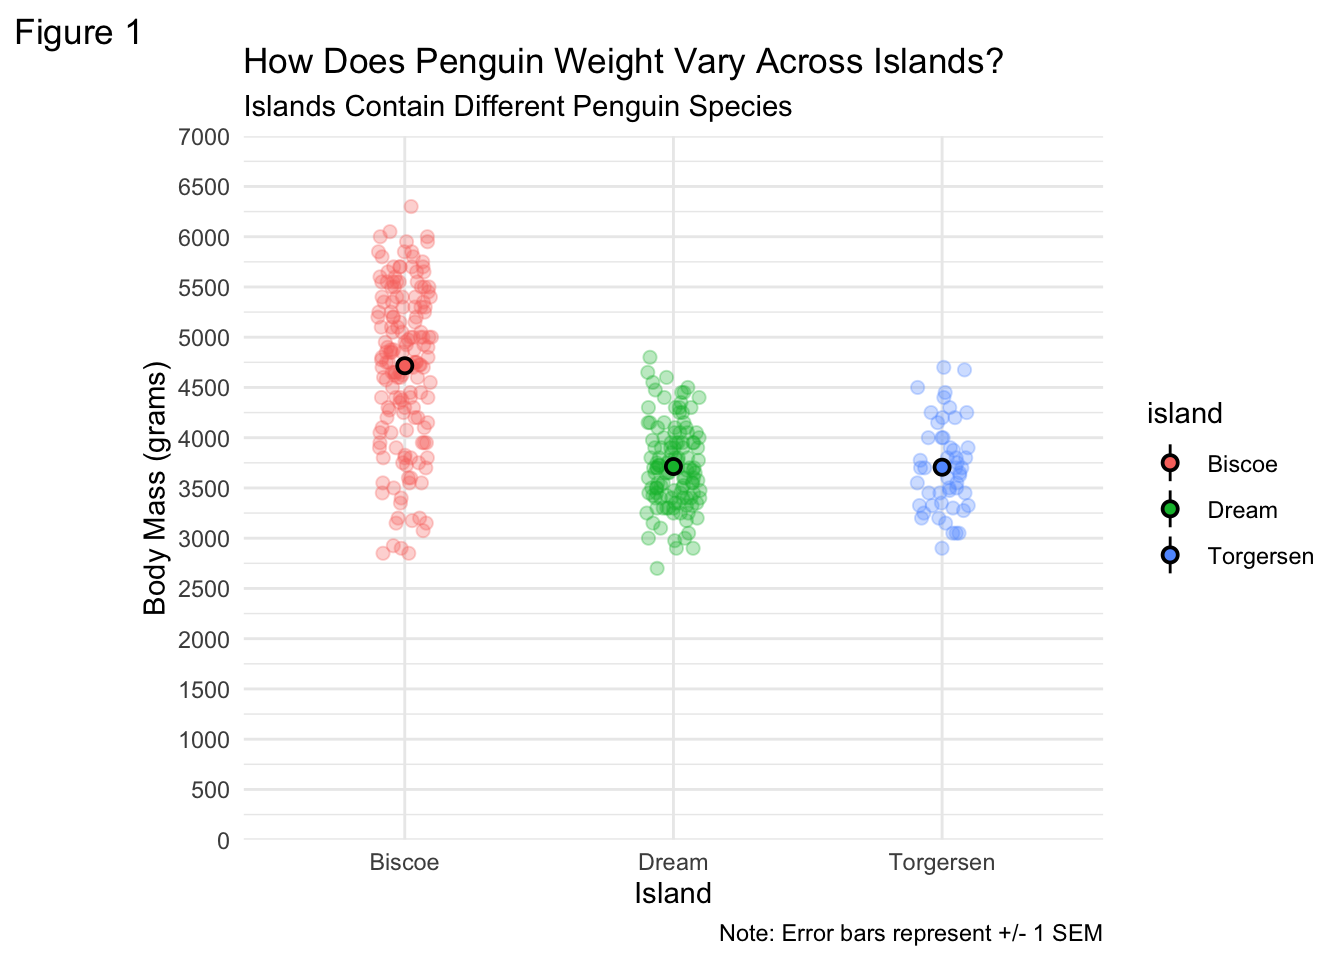 Figure 1
How Does Penguin Weight Vary Across Islands?
Islands Contain Different Penguin Species
7000
6500
6000
5500
5000
4500
4000
3500
3000
2500
2000
1500
1000
500
0
Body Mass (grams)
Biscoe
Dream
Torgersen
Island
island
Biscoe
Dream
Torgersen
Note: Error bars represent +/- 1 SEM